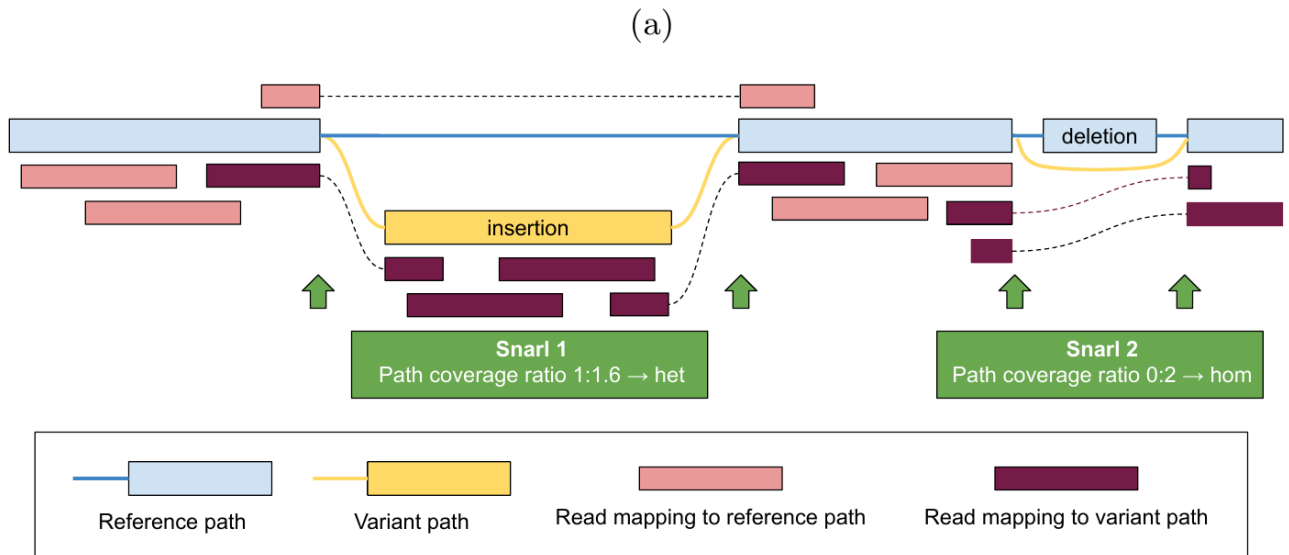 (a)
deletion
insertion
Snarl 1
Path coverage ratio 1:1.6 → het
Snarl 2
Path coverage ratio 0:2 → hom
Reference path
Variant path
Read mapping to reference path
Read mapping to variant path